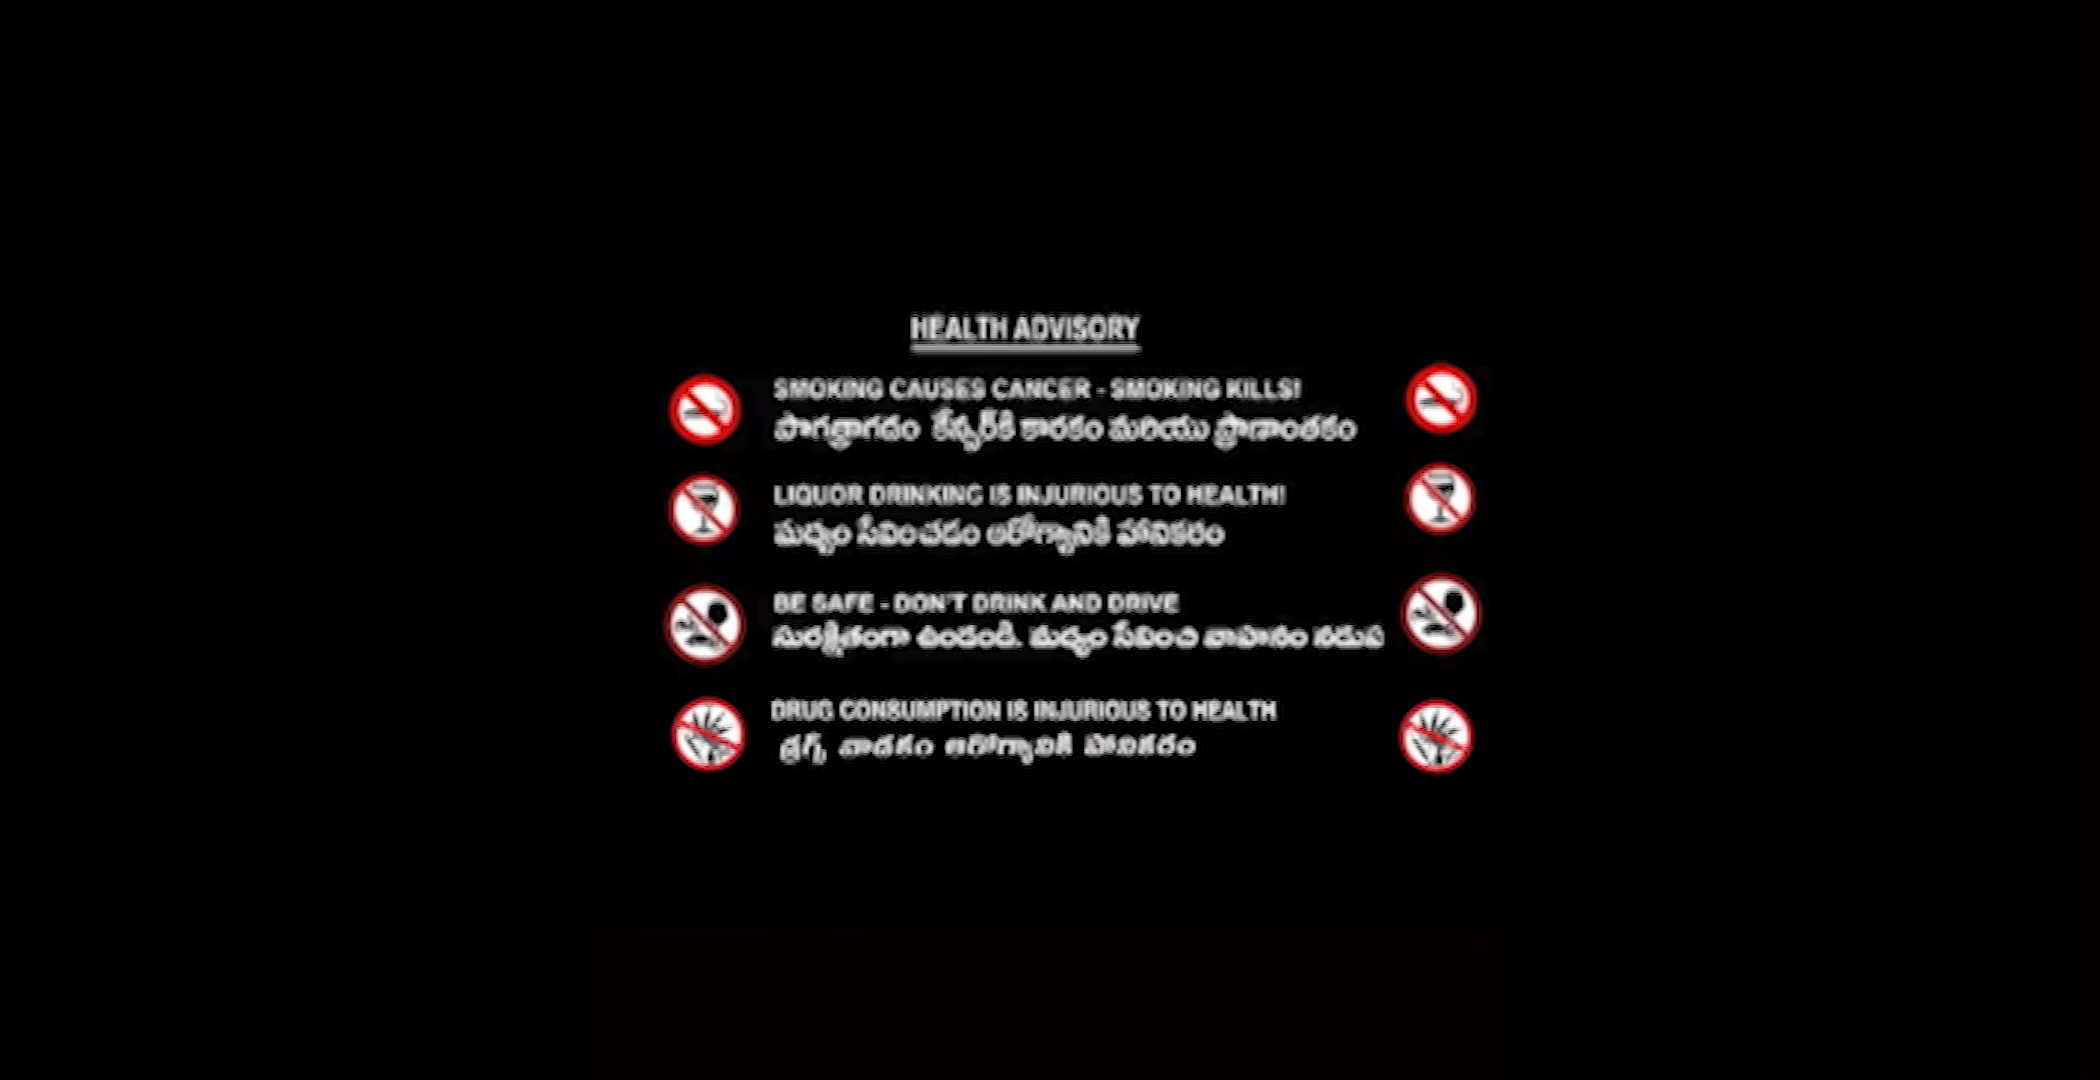 HEALTH ADVISORY
SMOKING CAUSES CANCER - SMOKING KILLS!
పొగత్రాగడం కేన్సర్‌కి కారకం మరియు ప్రాణాంతకం
LIQUOR DRINKING IS INJURIOUS TO HEALTH!
మద్యం సేవించడం ఆరోగ్యానికి హానికరం
BE SAFE - DON'T DRINK AND DRIVE
సురక్షితంగా ఉండండి. మద్యం సేవించి వాహనం నడుప
DRUG CONSUMPTION IS INJURIOUS TO HEALTH
డ్రగ్స్ వాడకం ఆరోగ్యానికి హానికరం